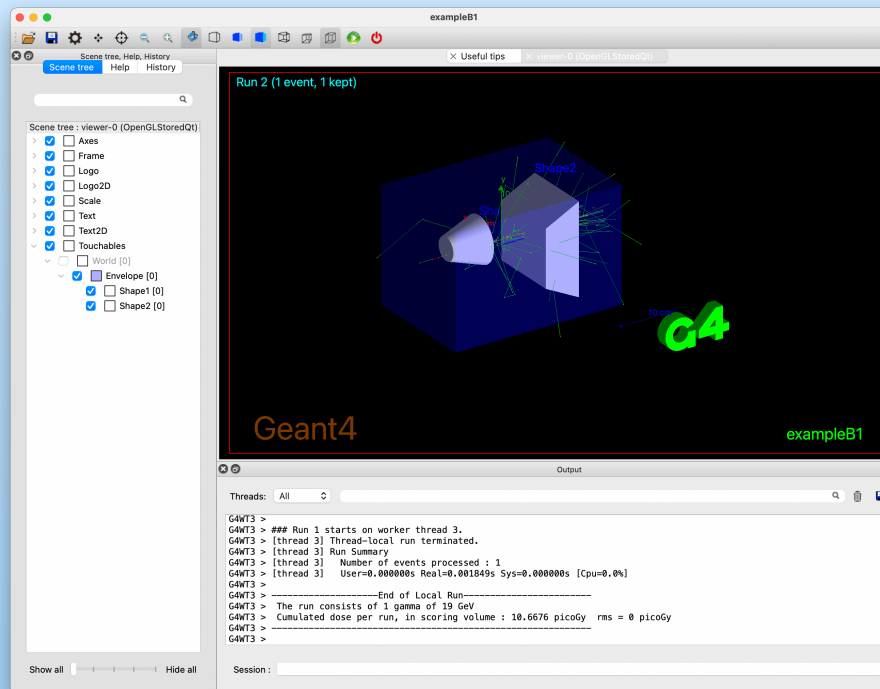 exampleB1
Scene tree, Help, History
Scene tree
Help
History
Useful tips
viewer-0 (OpenGLStoredQt)
Scene tree : viewer-0 (OpenGLStoredQt)
Axes
Frame
Logo
Logo2D
Scale
Text
Text2D
Touchables
World [0]
Envelope [0]
Shape1 [0]
Shape2 [0]
Show all
Hide all
Run 2 (1 event, 1 kept)
Shape2
y
10 cm
G4
Geant4
exampleB1
Output
Threads:
All
G4WT3 >
G4WT3 > ### Run 1 starts on worker thread 3.
G4WT3 > [thread 3] Thread-local run terminated.
G4WT3 > [thread 3] Run Summary
G4WT3 > [thread 3]   Number of events processed : 1
G4WT3 > [thread 3]   User=0.000000s Real=0.001849s Sys=0.000000s [Cpu=0.0%]
G4WT3 >
G4WT3 > --------------------End of Local Run------------------------
G4WT3 >  The run consists of 1 gamma of 19 GeV
G4WT3 >  Cumulated dose per run, in scoring volume : 10.6676 picoGy  rms = 0 picoGy
G4WT3 > ------------------------------------------------------------
G4WT3 >
Session :